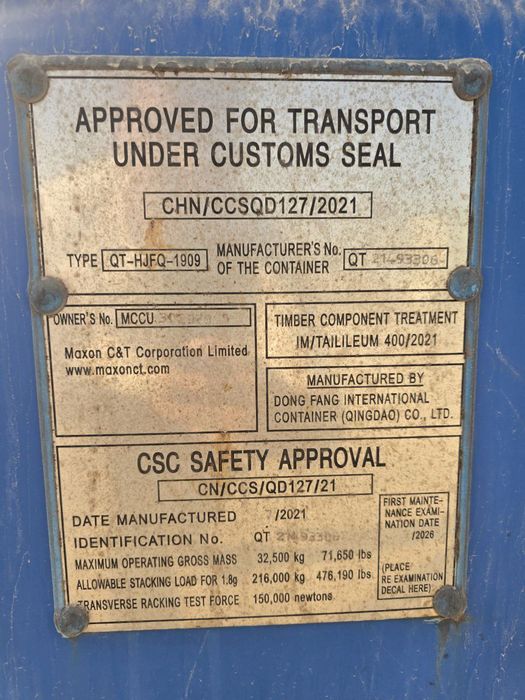 APPROVED FOR TRANSPORT
UNDER CUSTOMS SEAL
CHN/CCSQD127/2021
TYPE QT-HJFQ-1909
MANUFACTURER'S No.
OF THE CONTAINER
QT 21493306
OWNER'S No. MCCU
Maxon C&T Corporation Limited
www.maxonct.com
TIMBER COMPONENT TREATMENT
IM/TAILILEUM 400/2021
MANUFACTURED BY
DONG FANG INTERNATIONAL
CONTAINER (QINGDAO) CO., LTD.
CSC SAFETY APPROVAL
CN/CCS/QD127/21
DATE MANUFACTURED /2021
IDENTIFICATION No. QT 21493306
MAXIMUM OPERATING GROSS MASS 32,500 kg 71,650 lbs
ALLOWABLE STACKING LOAD FOR 1.8g 216,000 kg 476,190 lbs
TRANSVERSE RACKING TEST FORCE 150,000 newtons
FIRST MAINTE-
NANCE EXAMI-
NATION DATE
/2026
(PLACE
RE EXAMINATION
DECAL HERE)